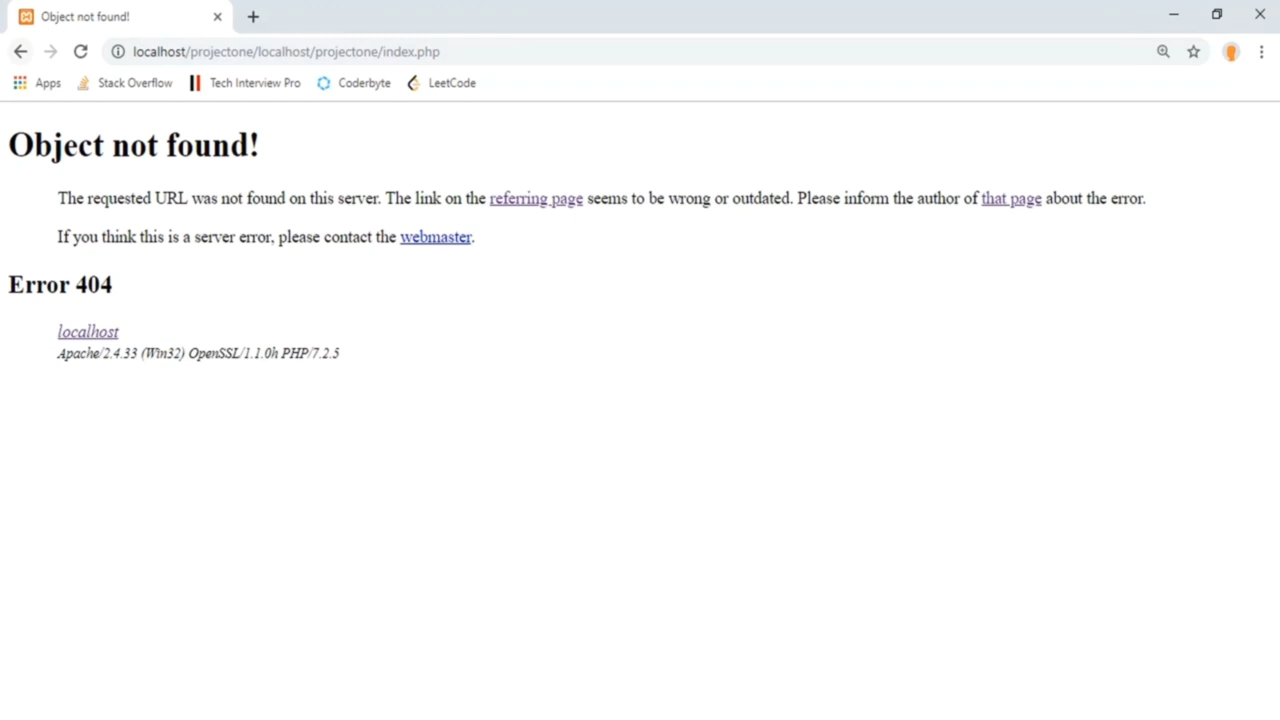 Object not found!
localhost/projectone/localhost/projectone/index.php
Apps Stack Overflow Tech Interview Pro Coderbyte LeetCode
Object not found!
The requested URL was not found on this server. The link on the referring page seems to be wrong or outdated. Please inform the author of that page about the error.
If you think this is a server error, please contact the webmaster.
Error 404
localhost
Apache/2.4.33 (Win32) OpenSSL/1.1.0h PHP/7.2.5